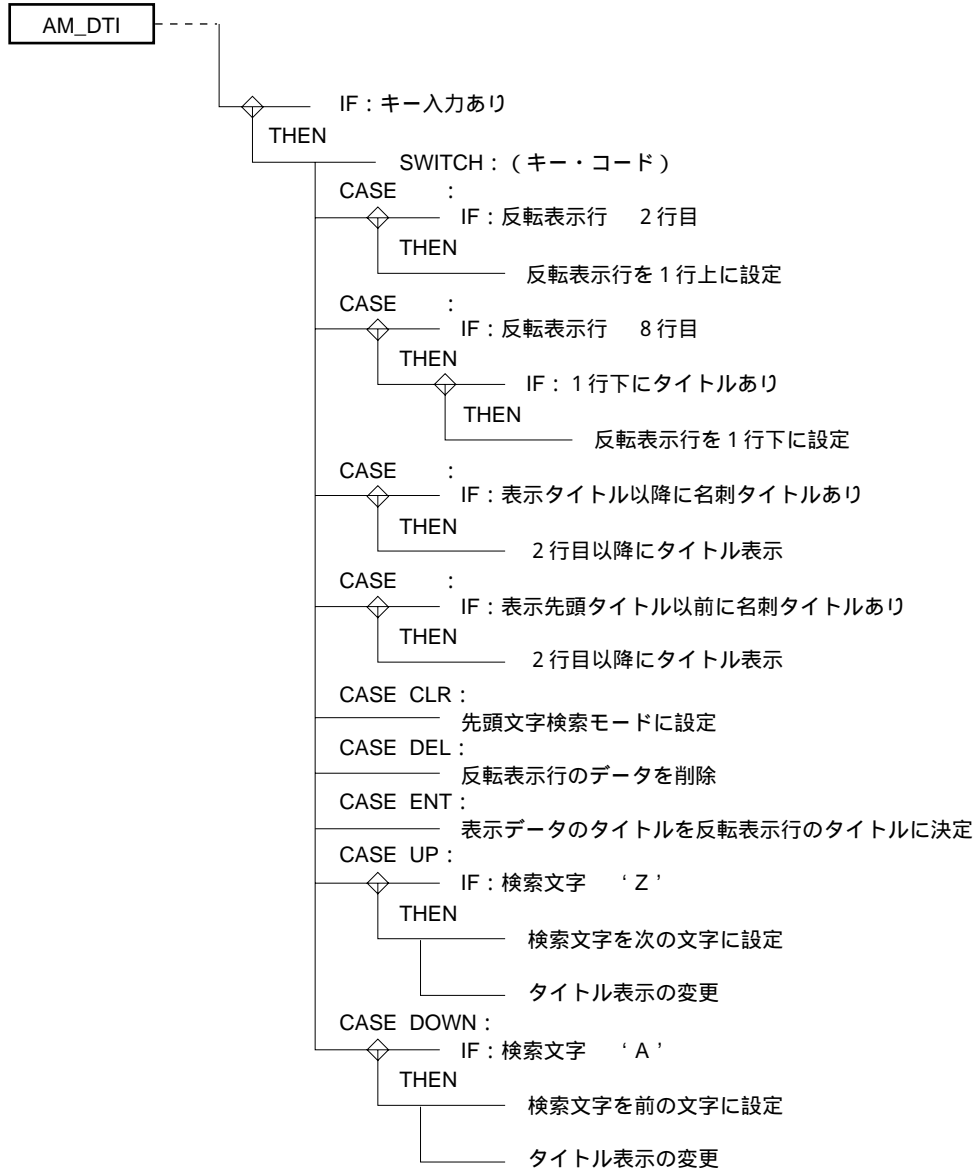 AM_DTI
IF：キー入力あり
THEN
SWITCH：（キー・コード）
CASE　　：
IF：反転表示行　２行目
THEN
反転表示行を１行上に設定
CASE　　：
IF：反転表示行　８行目
THEN
IF：１行下にタイトルあり
THEN
反転表示行を１行下に設定
CASE　　：
IF：表示タイトル以降に名刺タイトルあり
THEN
２行目以降にタイトル表示
CASE　　：
IF：表示先頭タイトル以前に名刺タイトルあり
THEN
２行目以降にタイトル表示
CASE CLR：
先頭文字検索モードに設定
CASE DEL：
反転表示行のデータを削除
CASE ENT：
表示データのタイトルを反転表示行のタイトルに決定
CASE UP：
IF：検索文字　‘Z’
THEN
検索文字を次の文字に設定
タイトル表示の変更
CASE DOWN：
IF：検索文字　‘A’
THEN
検索文字を前の文字に設定
タイトル表示の変更